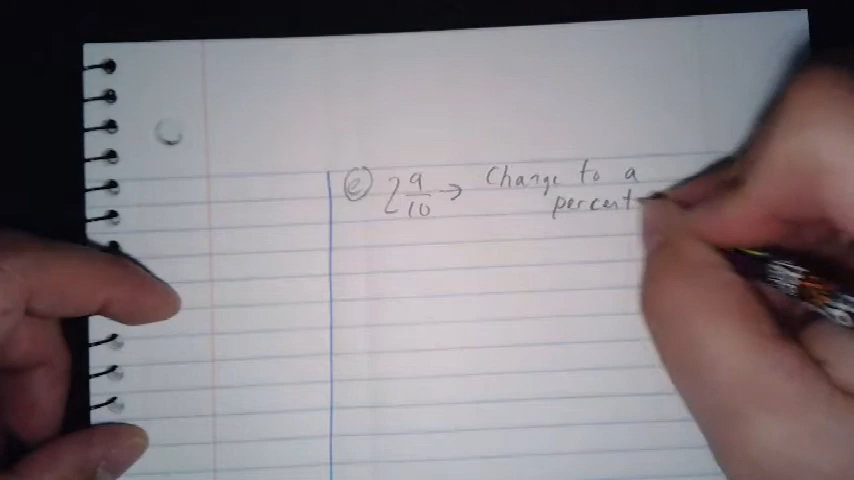 ⓔ 2 9/10 → Change to a
percent